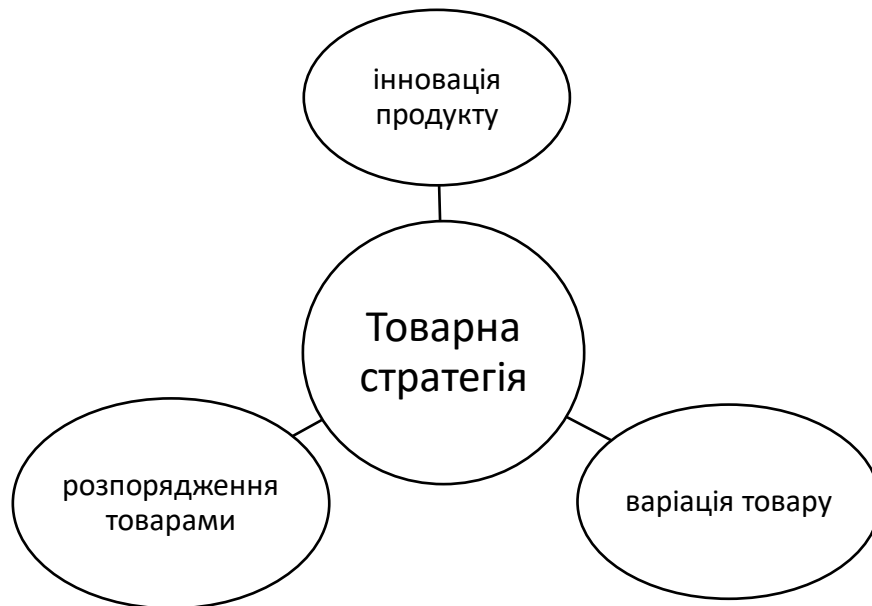 інновація
продукту
Товарна
стратегія
розпорядження
товарами
варіація товару